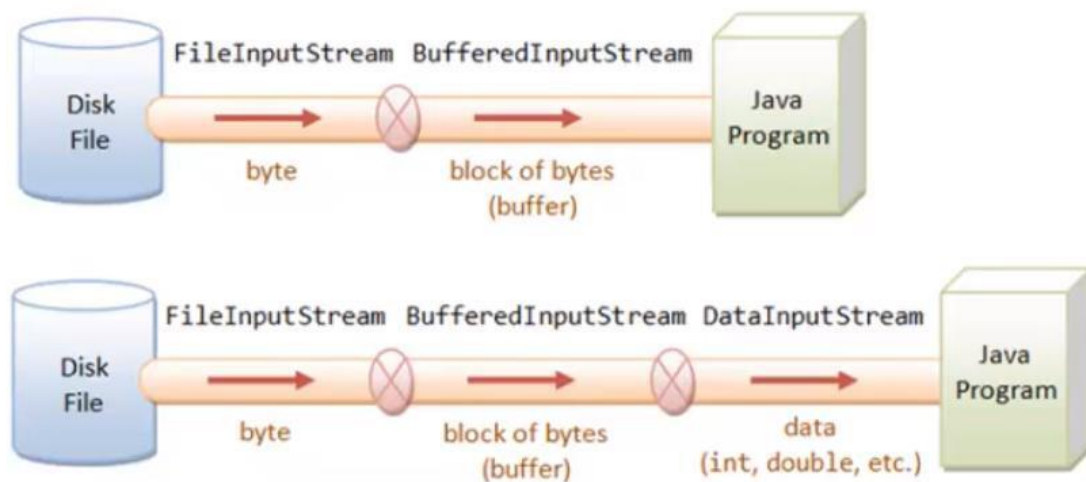 FileInputStream BufferedInputStream
Disk
File
Java
Program
byte
block of bytes
(buffer)
FileInputStream BufferedInputStream DataInputStream
Disk
File
Java
Program
byte
block of bytes
(buffer)
data
(int, double, etc.)